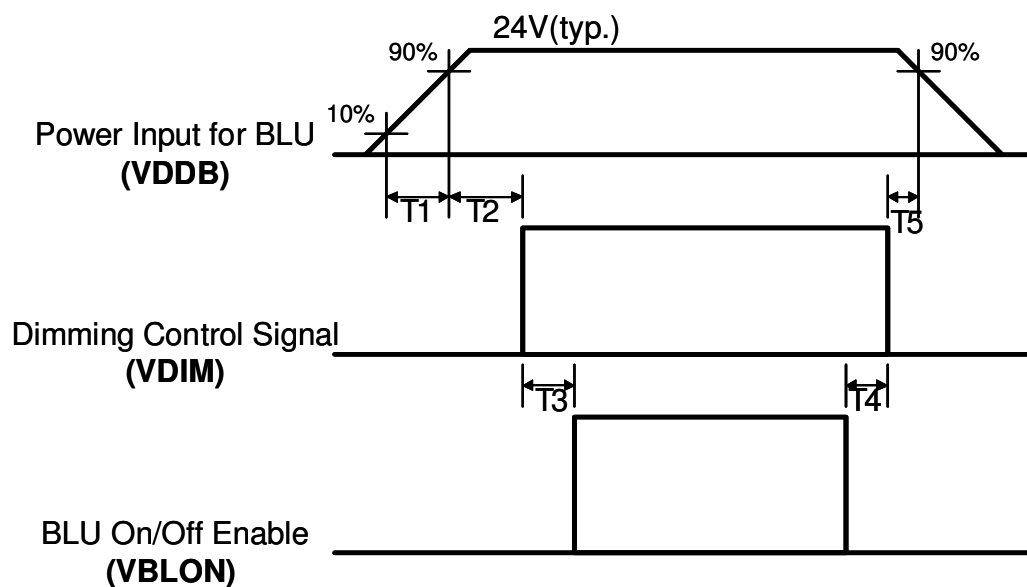 24V(typ.)
90%
90%
10%
Power Input for BLU
(VDDB)
T1
T2
T5
Dimming Control Signal
(VDIM)
T3
T4
BLU On/Off Enable
(VBLON)